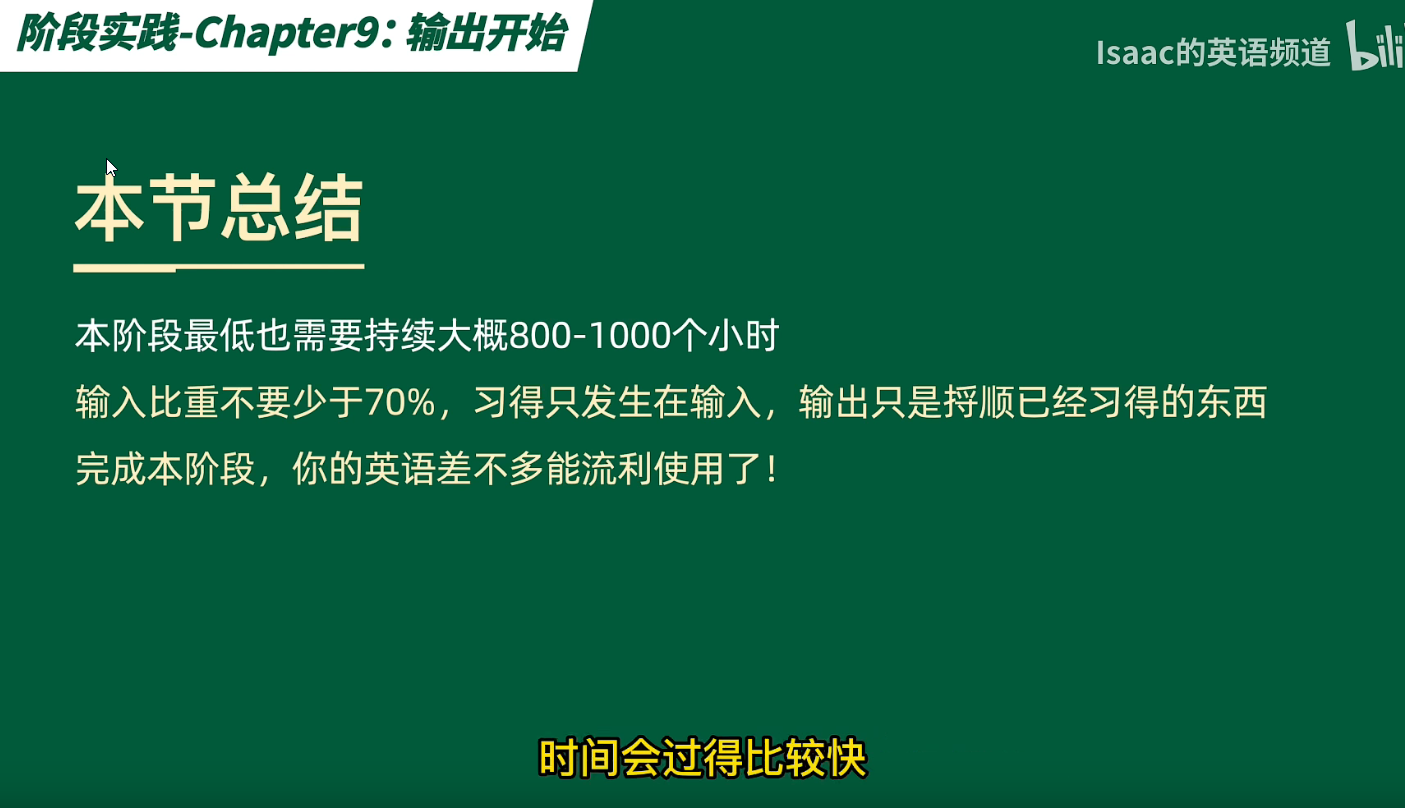 阶段实践-Chapter9：输出开始
Isaac的英语频道 bili
本节总结
本阶段最低也需要持续大概800-1000个小时
输入比重不要少于70%，习得只发生在输入，输出只是捋顺已经习得的东西
完成本阶段，你的英语差不多能流利使用了！
时间会过得比较快